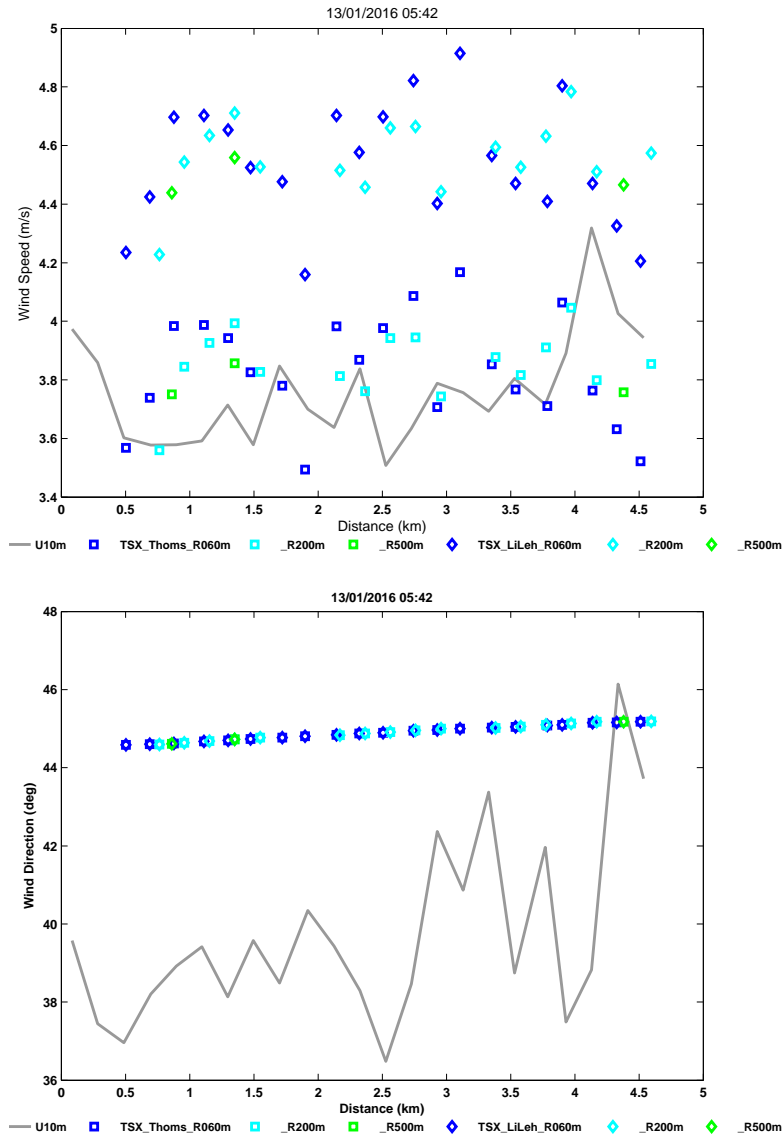 13/01/2016 05:42
5
4.8
4.6
4.4
4.2
4
3.8
3.6
3.4
Wind Speed (m/s)
0 0.5 1 1.5 2 2.5 3 3.5 4 4.5 5
Distance (km)
U10m TSX_Thoms_R060m _R200m _R500m TSX_LiLeh_R060m _R200m _R500m
13/01/2016 05:42
48
46
44
42
40
38
36
Wind Direction (deg)
0 0.5 1 1.5 2 2.5 3 3.5 4 4.5 5
Distance (km)
U10m TSX_Thoms_R060m _R200m _R500m TSX_LiLeh_R060m _R200m _R500m